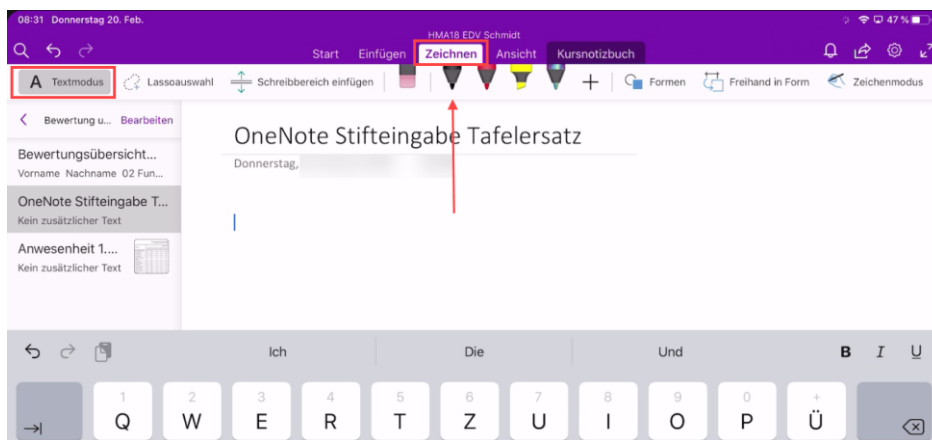 08:31 Donnerstag 20. Feb.
47 %
HMA18 EDV Schmidt
Start Einfügen Zeichnen Ansicht Kursnotizbuch
A Textmodus Lassoauswahl Schreibbereich einfügen Formen Freihand in Form Zeichenmodus
Bewertung u... Bearbeiten
OneNote Stifteingabe Tafelersatz
Donnerstag,
Bewertungsübersicht...
Vorname Nachname 02 Fun...
OneNote Stifteingabe T...
Kein zusätzlicher Text
Anwesenheit 1....
Kein zusätzlicher Text
Ich Die Und B I U
1 2 3 4 5 6 7 8 9 0 +
Q W E R T Z U I O P Ü